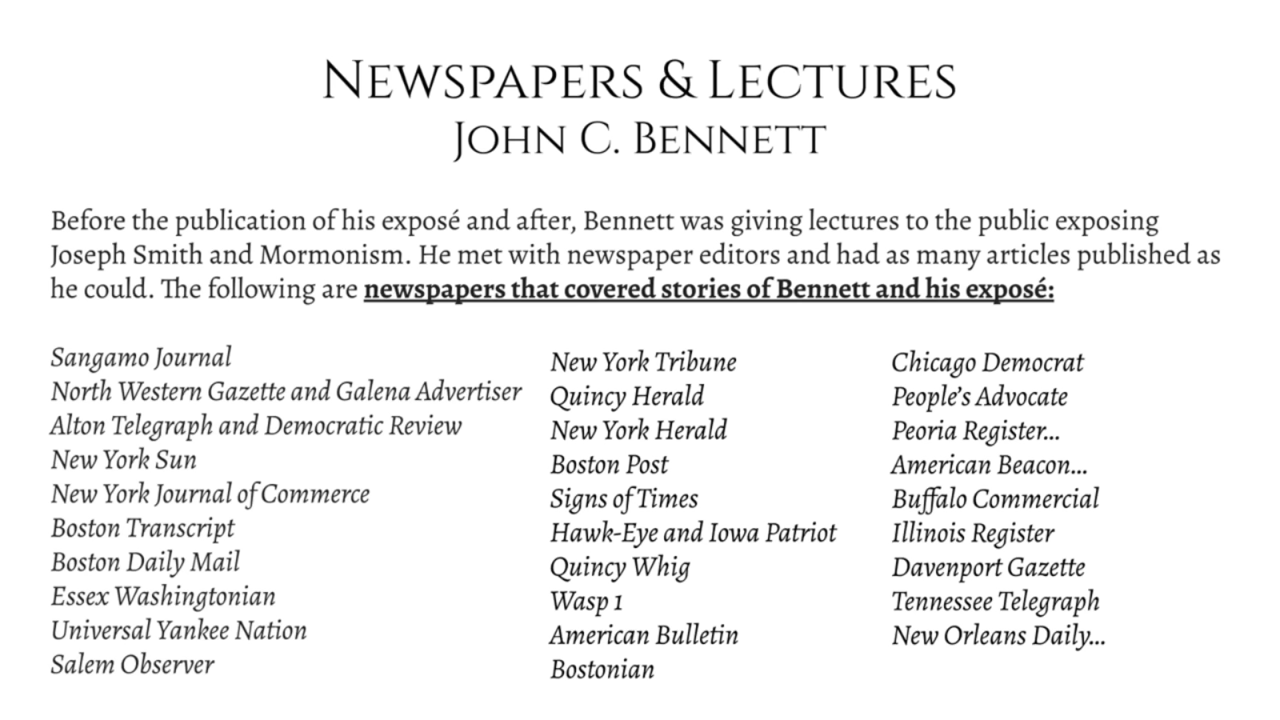 Newspapers & Lectures
John C. Bennett
Before the publication of his exposé and after, Bennett was giving lectures to the public exposing
Joseph Smith and Mormonism. He met with newspaper editors and had as many articles published as
he could. The following are newspapers that covered stories of Bennett and his exposé:
Sangamo Journal
North Western Gazette and Galena Advertiser
Alton Telegraph and Democratic Review
New York Sun
New York Journal of Commerce
Boston Transcript
Boston Daily Mail
Essex Washingtonian
Universal Yankee Nation
Salem Observer
New York Tribune
Quincy Herald
New York Herald
Boston Post
Signs of Times
Hawk-Eye and Iowa Patriot
Quincy Whig
Wasp 1
American Bulletin
Bostonian
Chicago Democrat
People’s Advocate
Peoria Register...
American Beacon...
Buffalo Commercial
Illinois Register
Davenport Gazette
Tennessee Telegraph
New Orleans Daily...